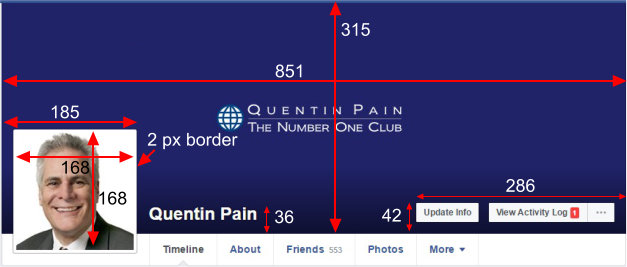 315
851
QUENTIN PAIN
THE NUMBER ONE CLUB
185
2 px border
168
168
286
Quentin Pain
36
42
Update Info
View Activity Log 1 ...
Timeline About Friends 553 Photos More